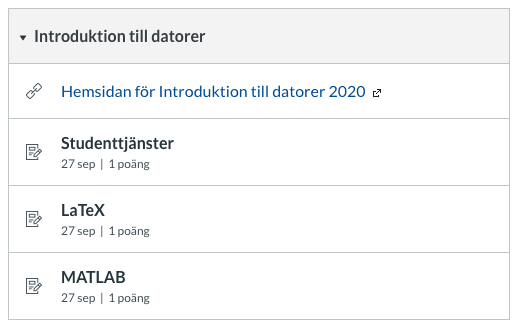 Introduktion till datorer
Hemsidan för Introduktion till datorer 2020
Studenttjänster
27 sep | 1 poäng
LaTeX
27 sep | 1 poäng
MATLAB
27 sep | 1 poäng